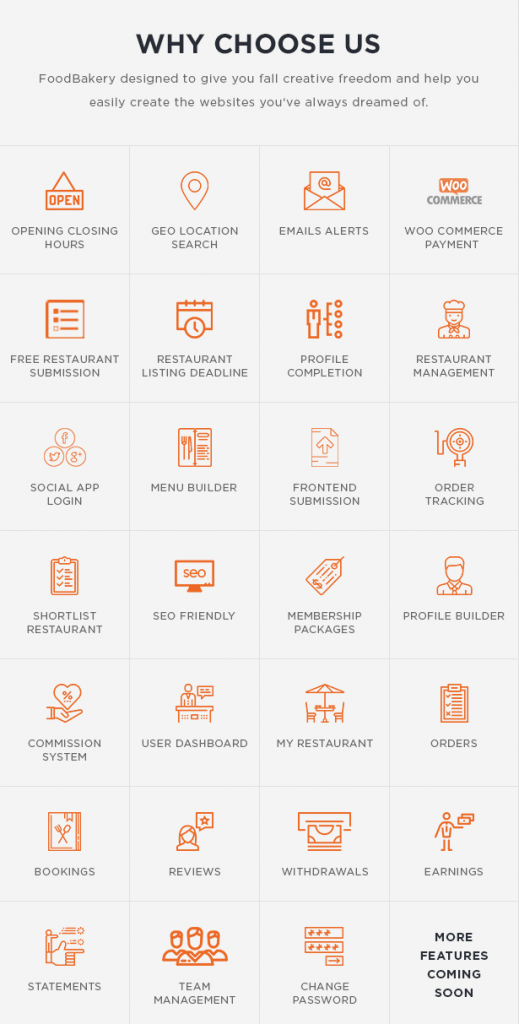 WHY CHOOSE US
FoodBakery designed to give you fall creative freedom and help you
easily create the websites you've always dreamed of.
OPEN
@
WOO
COMMERCE
OPENING CLOSING
HOURS
GEO LOCATION
SEARCH
EMAILS ALERTS
WOO COMMERCE
PAYMENT
FREE RESTAURANT
SUBMISSION
RESTAURANT
LISTING DEADLINE
PROFILE
COMPLETION
RESTAURANT
MANAGEMENT
f
g+
SOCIAL APP
LOGIN
MENU BUILDER
FRONTEND
SUBMISSION
ORDER
TRACKING
seo
$
SHORTLIST
RESTAURANT
SEO FRIENDLY
MEMBERSHIP
PACKAGES
PROFILE BUILDER
%
COMMISSION
SYSTEM
USER DASHBOARD
MY RESTAURANT
ORDERS
BOOKINGS
REVIEWS
WITHDRAWALS
EARNINGS
STATEMENTS
TEAM
MANAGEMENT
CHANGE
PASSWORD
MORE
FEATURES
COMING
SOON